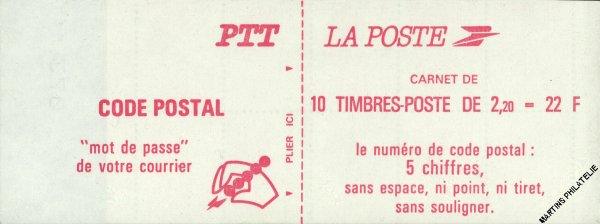 PTT
CODE POSTAL
"mot de passe"
de votre courrier
PLIER ICI
LA POSTE
CARNET DE
10 TIMBRES-POSTE DE 2,20 = 22 F
le numéro de code postal :
5 chiffres,
sans espace, ni point, ni tiret,
sans souligner.
MARTINS PHILATELIE